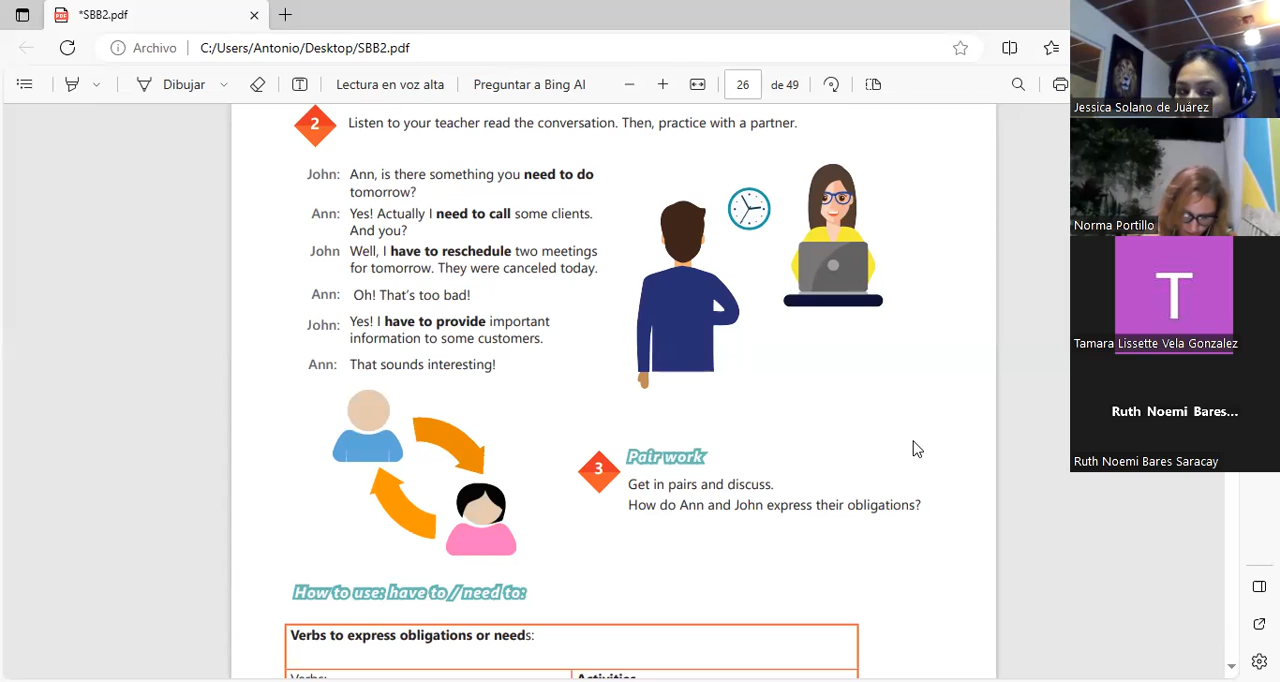 *SBB2.pdf
Archivo
C:/Users/Antonio/Desktop/SBB2.pdf
Dibujar
Lectura en voz alta
Preguntar a Bing AI
26
de 49
2
Listen to your teacher read the conversation. Then, practice with a partner.
John: Ann, is there something you need to do
tomorrow?
Ann: Yes! Actually I need to call some clients.
And you?
John Well, I have to reschedule two meetings
for tomorrow. They were canceled today.
Ann: Oh! That's too bad!
John: Yes! I have to provide important
information to some customers.
Ann: That sounds interesting!
3
Pair work
Get in pairs and discuss.
How do Ann and John express their obligations?
How to use: have to / need to:
Verbs to express obligations or needs:
Verbs:
Activities
Jessica Solano de Juárez
Norma Portillo
T
Tamara Lissette Vela Gonzalez
Ruth Noemi Bares...
Ruth Noemi Bares Saracay